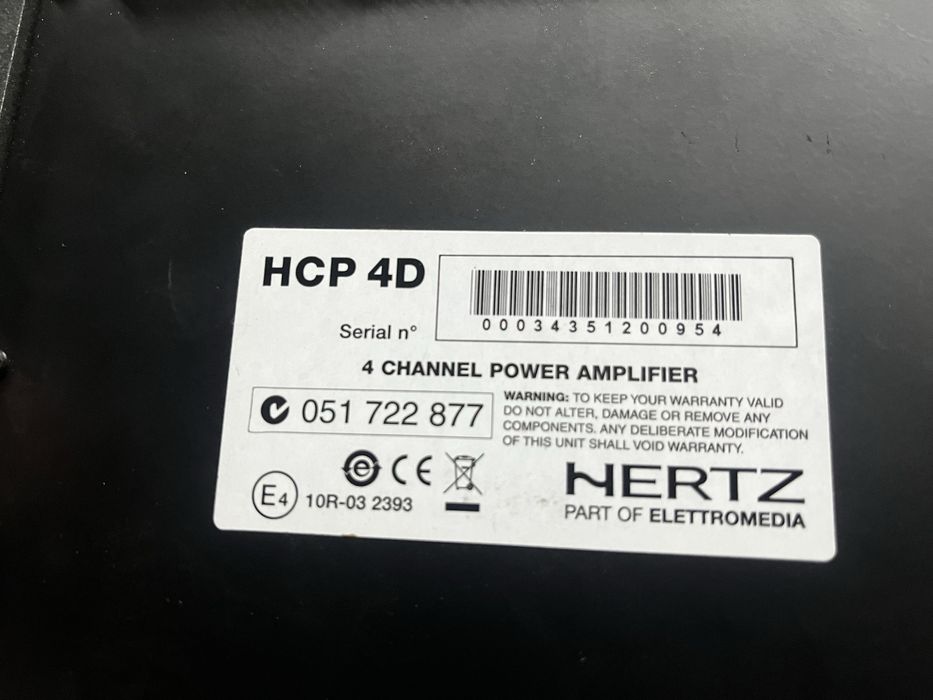 HCP 4D
Serial n°
00034351200954
4 CHANNEL POWER AMPLIFIER
051 722 877
WARNING: TO KEEP YOUR WARRANTY VALID
DO NOT ALTER, DAMAGE OR REMOVE ANY
COMPONENTS. ANY DELIBERATE MODIFICATION
OF THIS UNIT SHALL VOID WARRANTY.
e CE
E4 10R-03 2393
HERTZ
PART OF ELETTROMEDIA